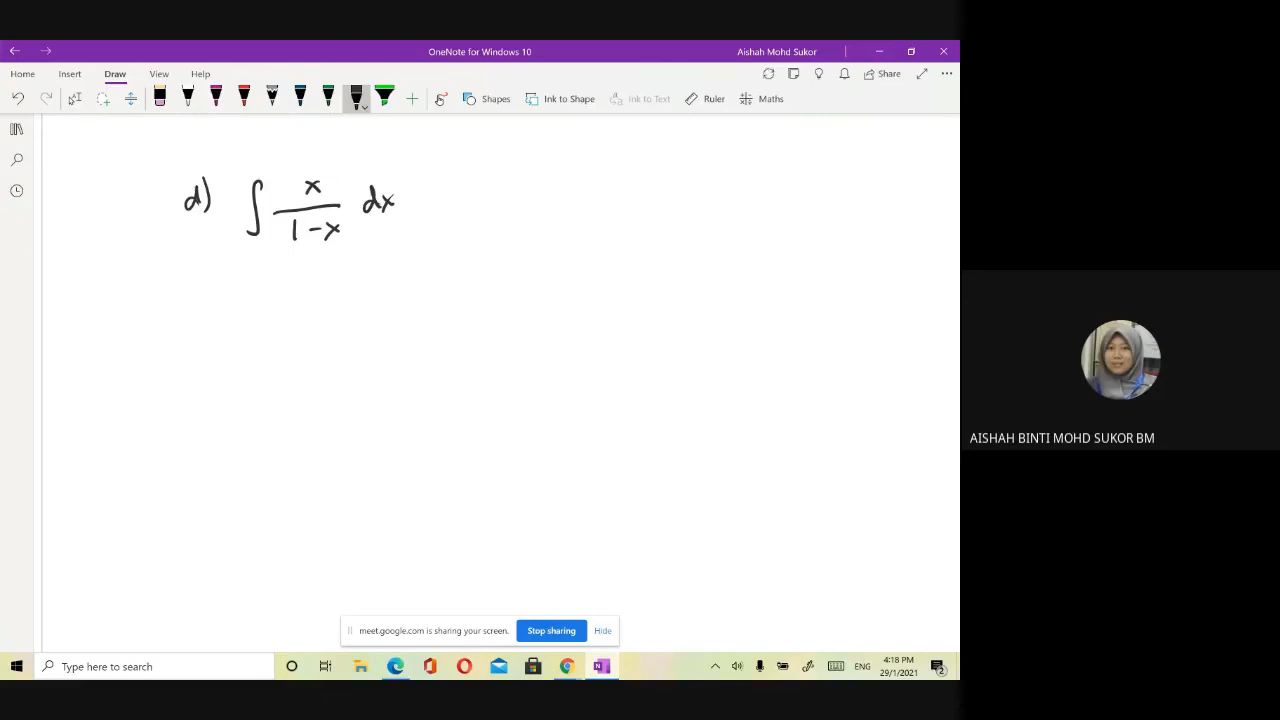 OneNote for Windows 10
Aishah Mohd Sukor
Home Insert Draw View Help
Share
Shapes Ink to Shape Ink to Text Ruler Maths
d) ∫ x/(1-x) dx
AISHAH BINTI MOHD SUKOR BM
meet.google.com is sharing your screen. Stop sharing Hide
Type here to search
ENG
4:18 PM
29/1/2021
2